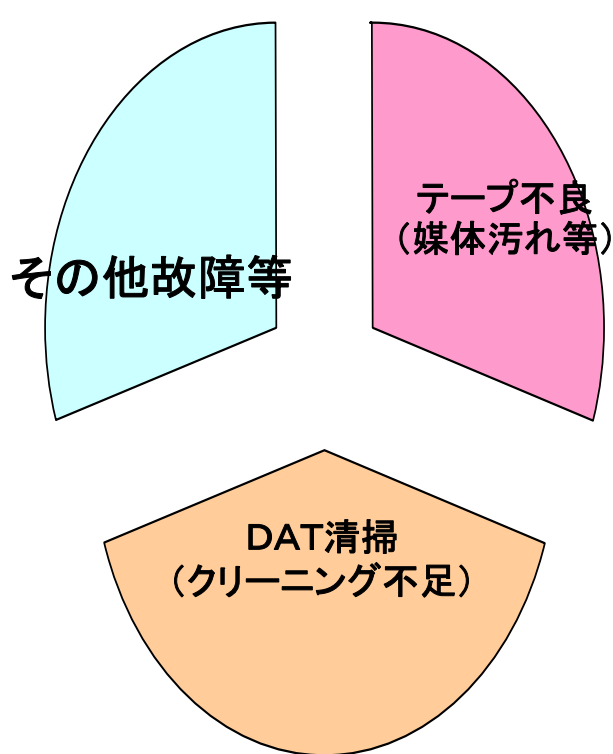 テープ不良
（媒体汚れ等）
その他故障等
DAT清掃
（クリーニング不足）